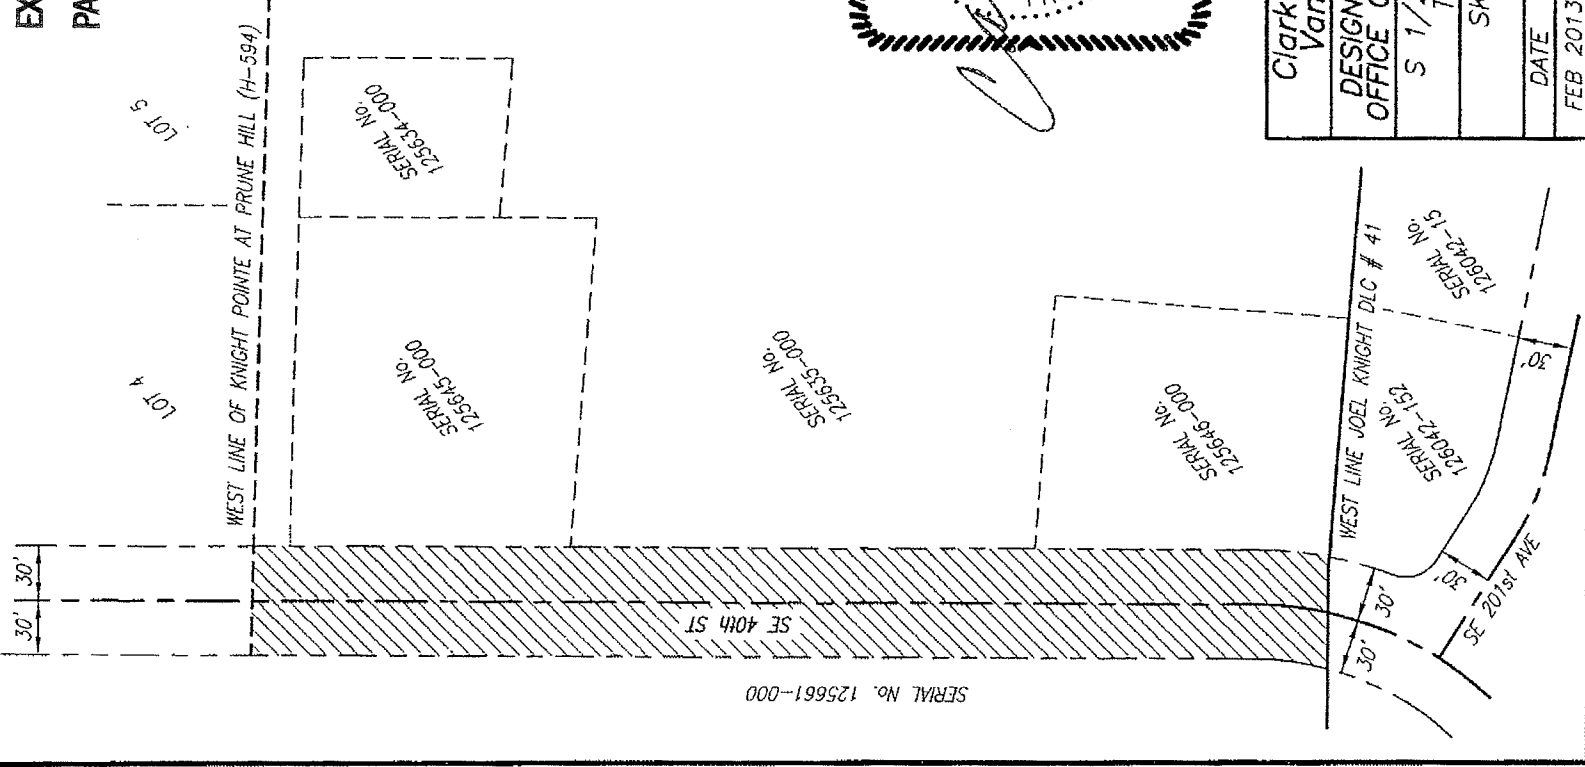 EX
PA
LOT 5
WEST LINE OF KNIGHT POINTE AT PRUNE HILL (H-594)
SERIAL No.
125634-000
LOT 4
SERIAL No.
125645-000
SERIAL No.
125635-000
SERIAL No.
125646-000
WEST LINE JOEL KNIGHT DLC # 41
SERIAL No.
126042-15
SERIAL No.
126042-152
30'
30'
SE 40th ST
SERIAL No. 125661-000
30'
30'
30'
30'
SE 201st AVE
Clark
Van
DESIGN
OFFICE
S 1/
SK
DATE
FEB 2013